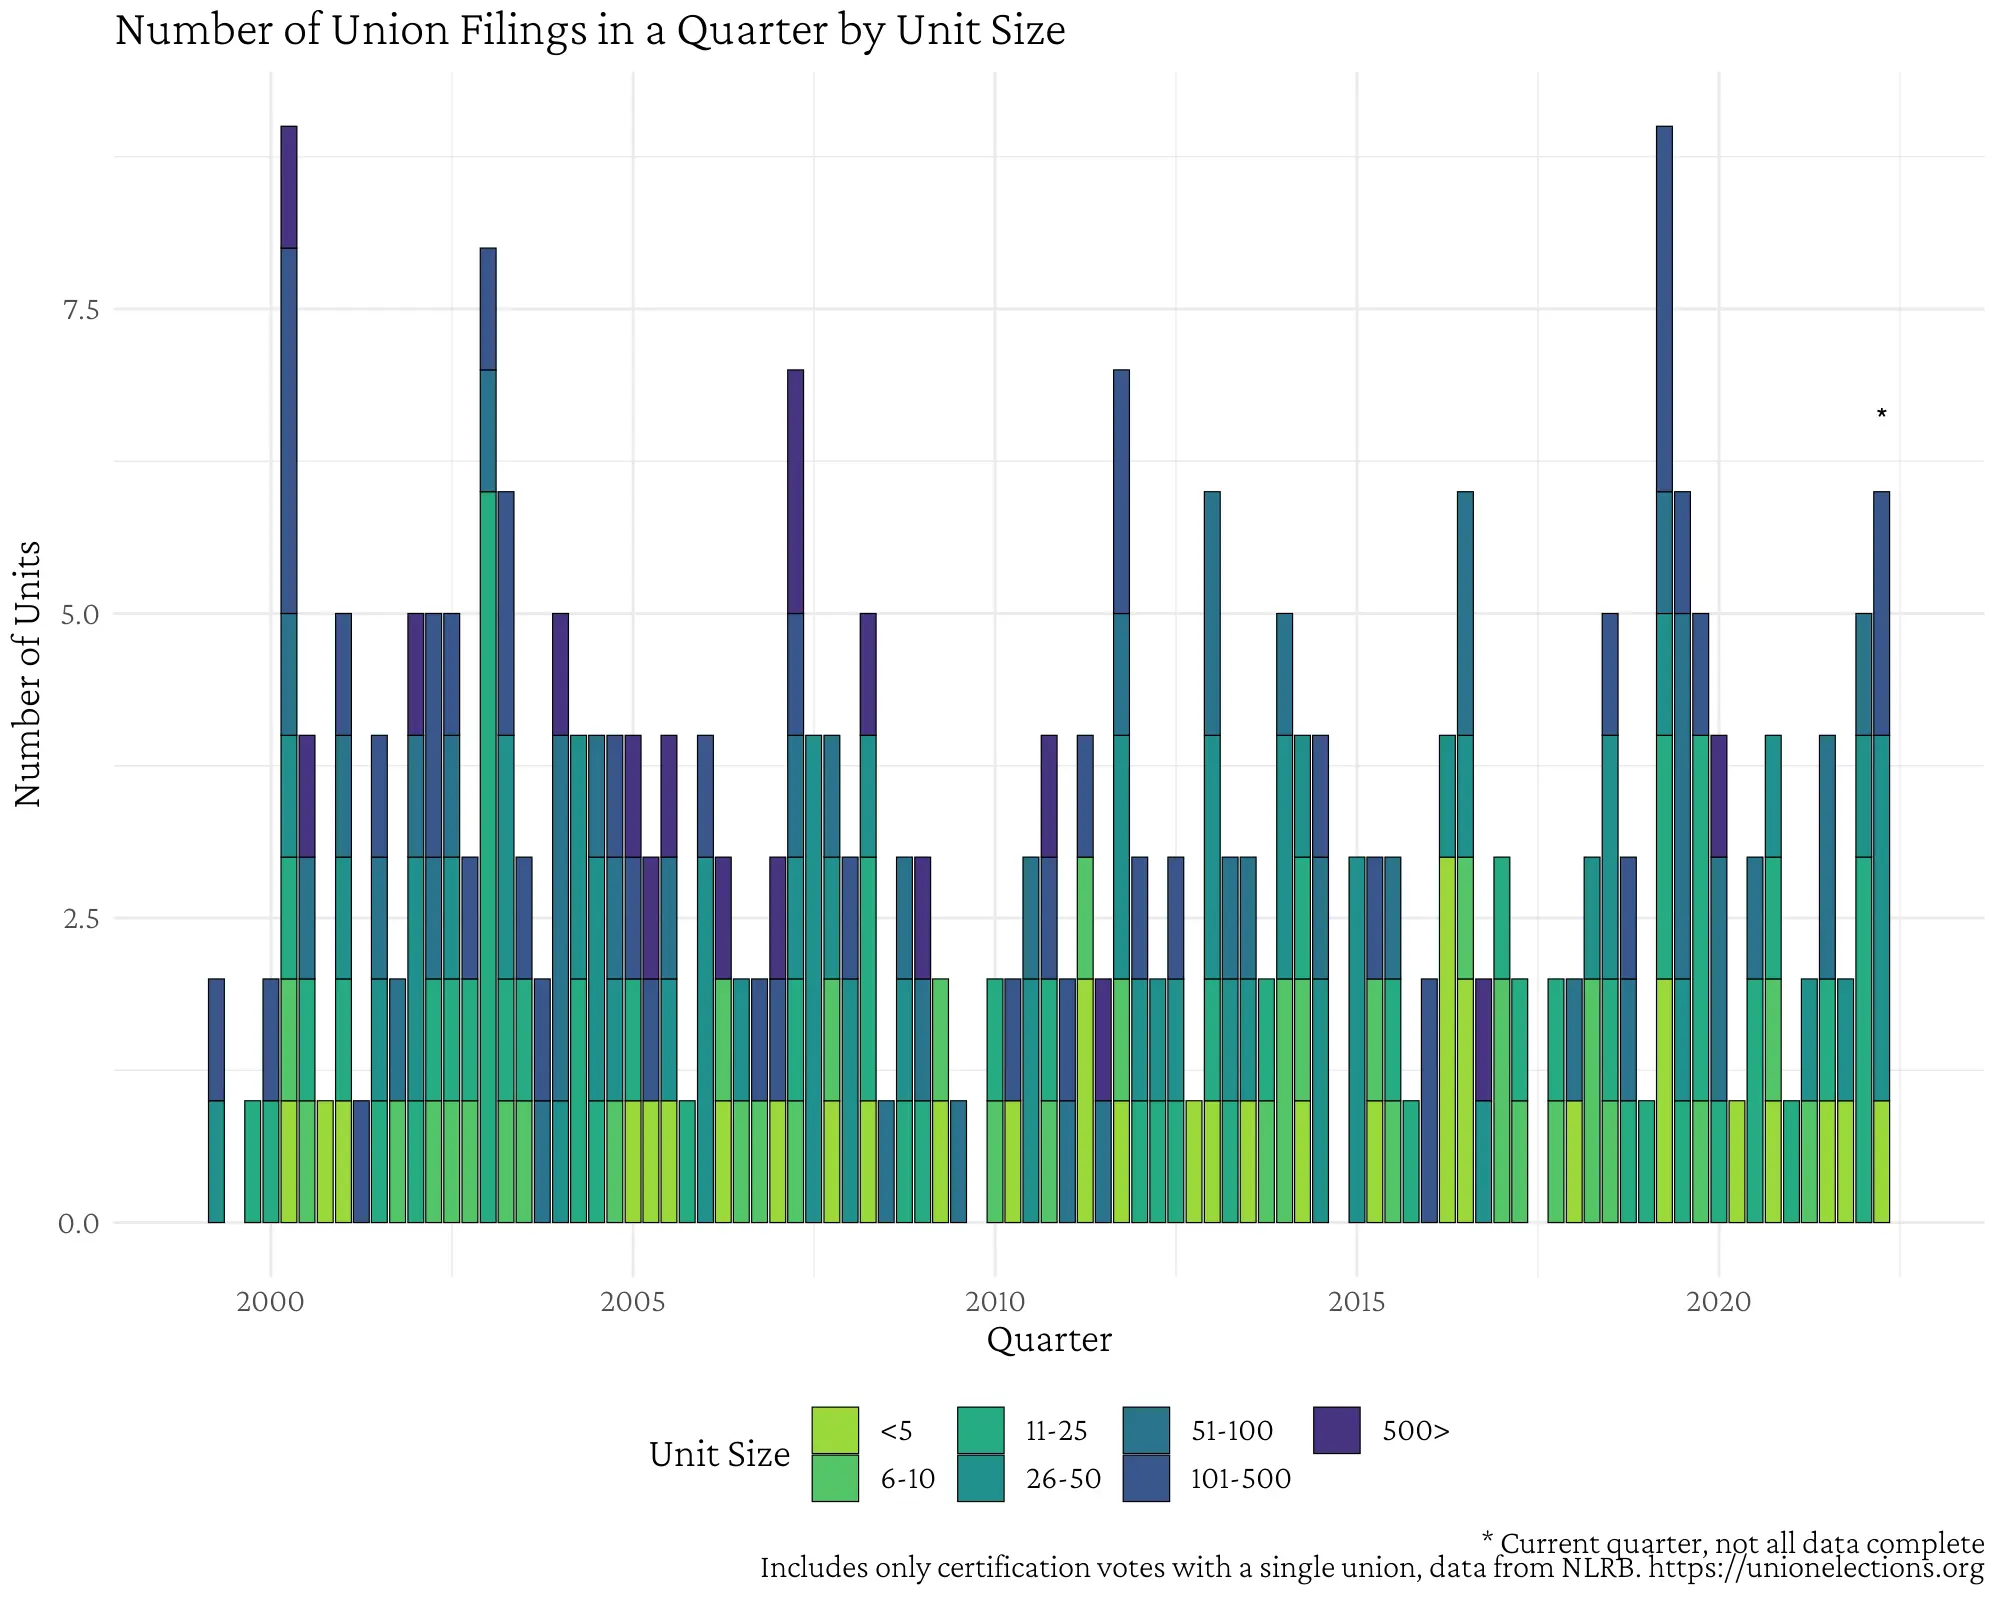 Number of Union Filings in a Quarter by Unit Size
Number of Units
7.5
5.0
2.5
0.0
2000 2005 2010 2015 2020
Quarter
Unit Size
<5 11-25 51-100 500>
6-10 26-50 101-500
* Current quarter, not all data complete
Includes only certification votes with a single union, data from NLRB. https://unionelections.org
*